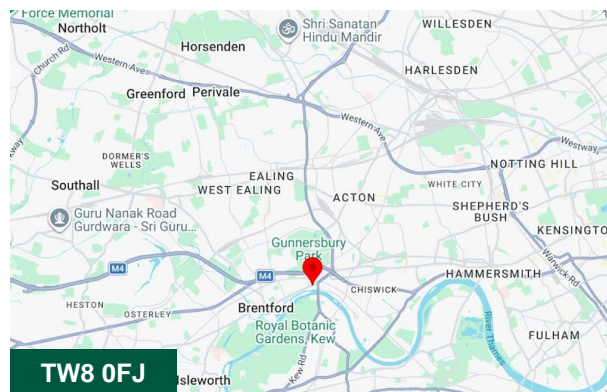 Force Memorial
Northolt
Church Rd
Western Ave
Horsenden
Shri Sanatan
Hindu Mandir
WILLESDEN
HARLESDEN
Greenford
Perivale
Western Ave
Westway
DORMER'S
WELLS
NOTTING HILL
Southall
EALING
WEST EALING
ACTON
WHITE CITY
SHEPHERD'S
BUSH
KENSINGTON
Guru Nanak Road
Gurdwara - Sri Guru...
Gunnersbury
Park
Warwick Rd
M4
M4
HAMMERSMITH
CHISWICK
HESTON
OSTERLEY
Brentford
Royal Botanic
Gardens, Kew
River Thames
FULHAM
Kew Rd
TW8 0FJ
Isleworth